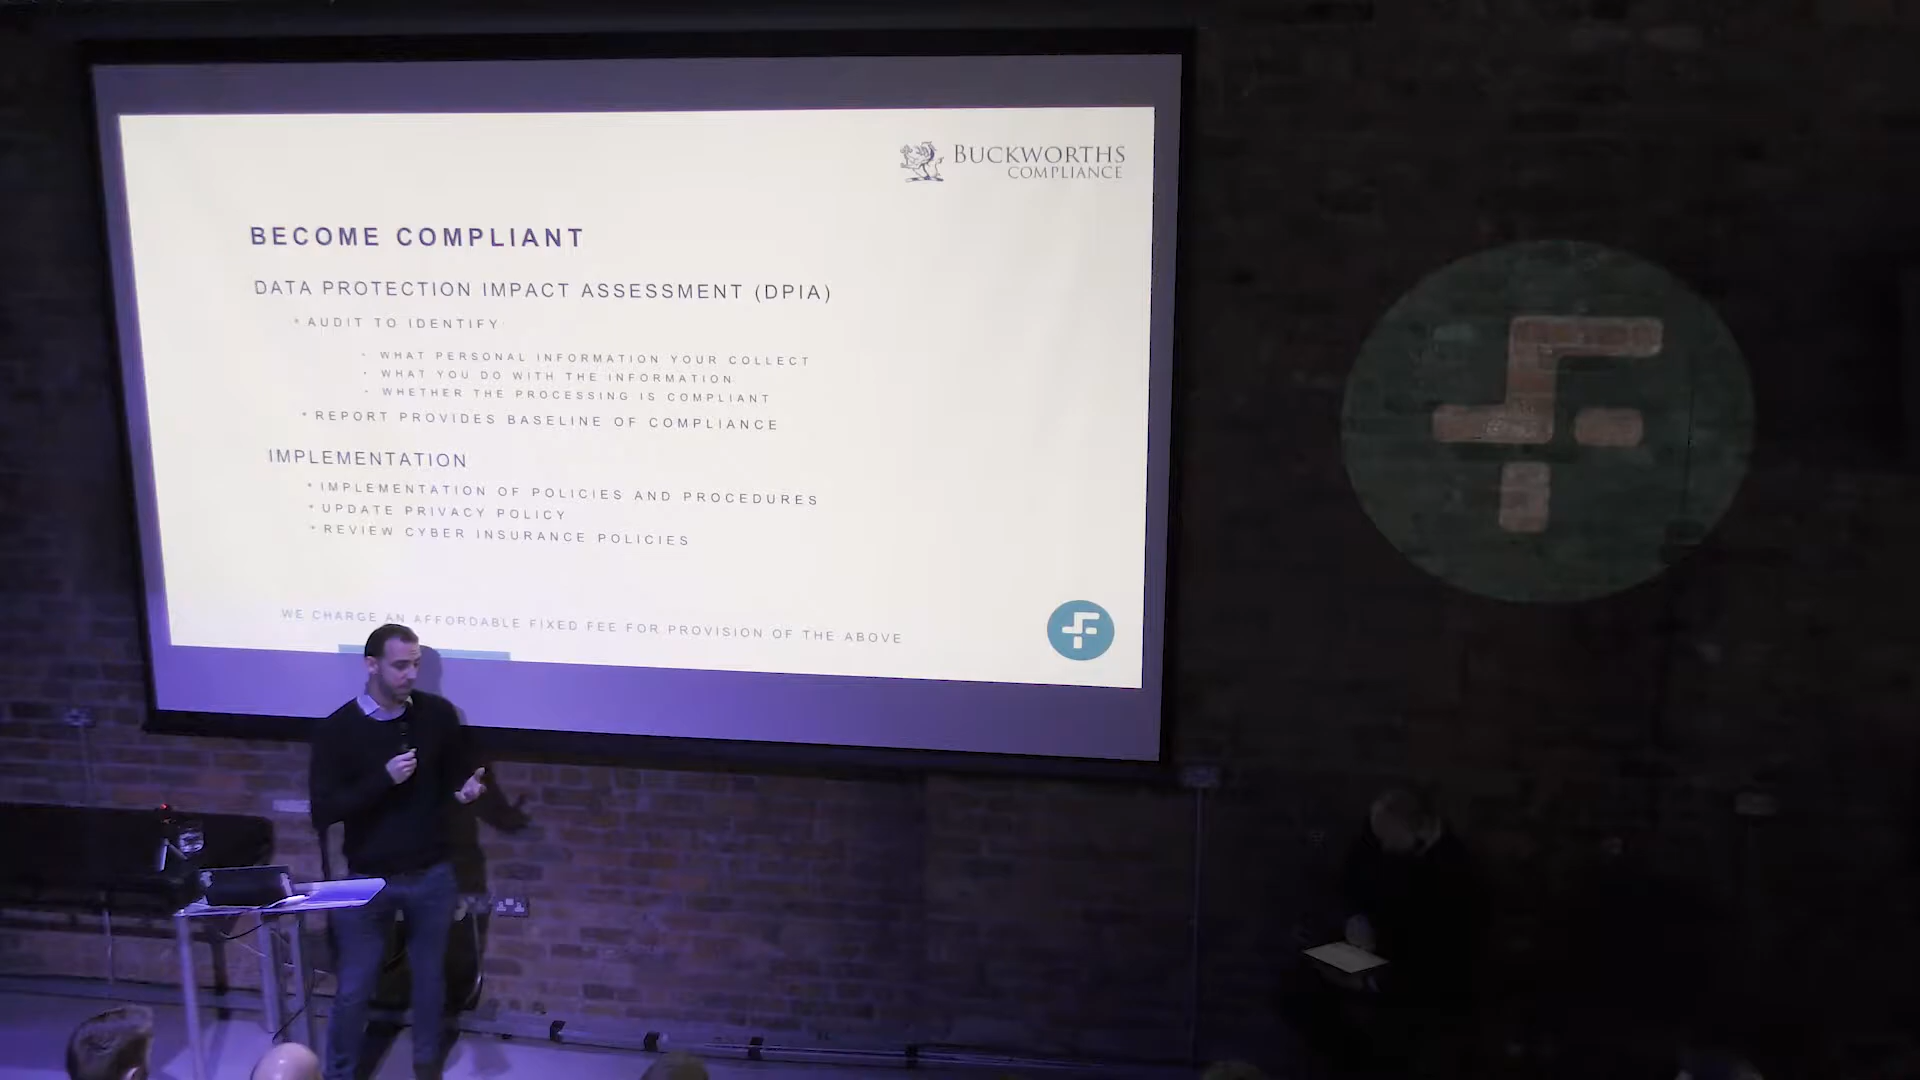 BUCKWORTHS
COMPLIANCE
BECOME COMPLIANT
DATA PROTECTION IMPACT ASSESSMENT (DPIA)
* AUDIT TO IDENTIFY
- WHAT PERSONAL INFORMATION YOUR COLLECT
- WHAT YOU DO WITH THE INFORMATION
- WHETHER THE PROCESSING IS COMPLIANT
* REPORT PROVIDES BASELINE OF COMPLIANCE
IMPLEMENTATION
* IMPLEMENTATION OF POLICIES AND PROCEDURES
* UPDATE PRIVACY POLICY
* REVIEW CYBER INSURANCE POLICIES
WE CHARGE AN AFFORDABLE FIXED FEE FOR PROVISION OF THE ABOVE